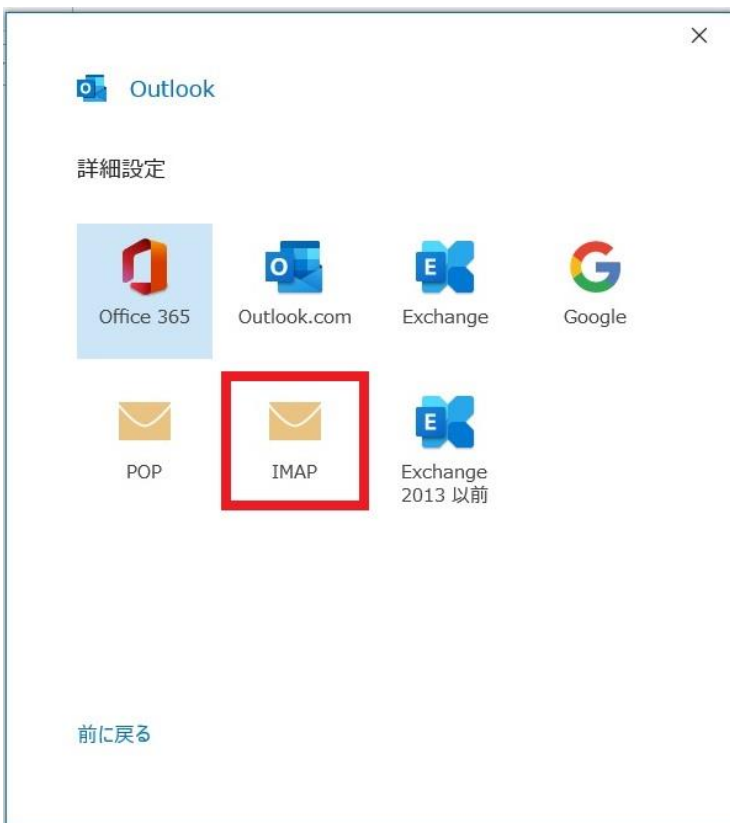 Outlook
詳細設定
Office 365
Outlook.com
Exchange
Google
POP
IMAP
Exchange
2013 以前
前に戻る